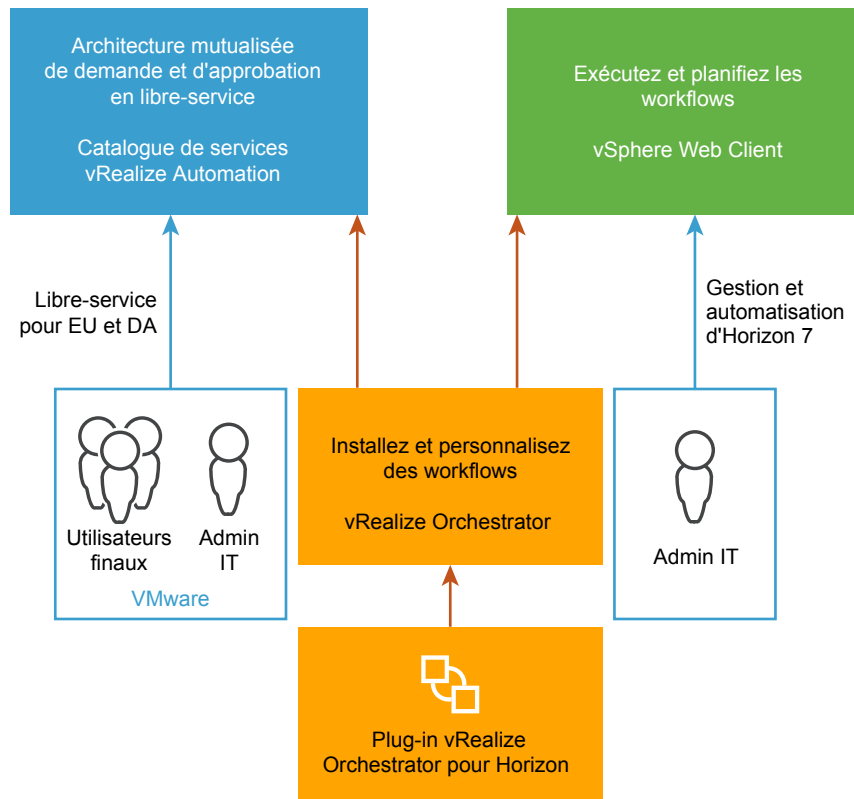 Architecture mutualisée
de demande et d'approbation
en libre-service
Catalogue de services
vRealize Automation
Exécutez et planifiez les
workflows
vSphere Web Client
Libre-service
pour EU et DA
Gestion et
automatisation
d'Horizon 7
Utilisateurs
finaux
Admin
IT
VMware
Installez et personnalisez
des workflows
vRealize Orchestrator
Admin IT
Plug-in vRealize
Orchestrator pour Horizon